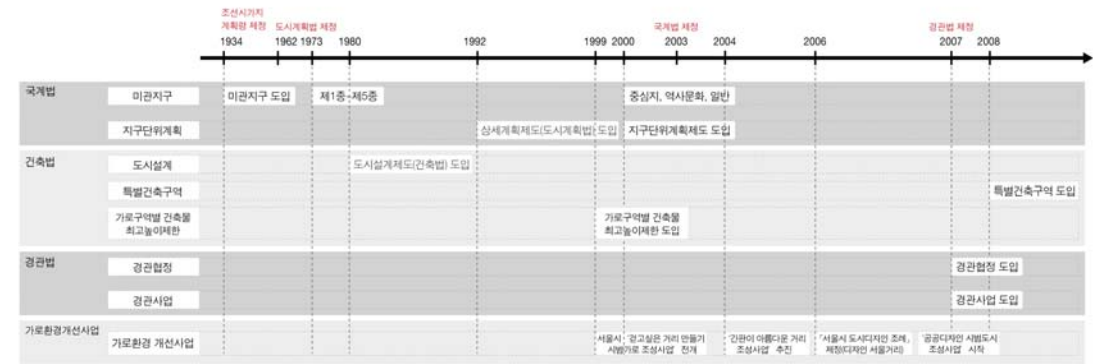 조선시가지
계획령 제정 도시계획법 제정 국계법 제정 경관법 제정
1934 1962 1973 1980 1992 1999 2000 2003 2004 2006 2007 2008
국계법
미관지구 미관지구 도입 제1종~제5종 중심지, 역사문화, 일반
지구단위계획 상세계획제도(도시계획법) 도입 지구단위계획제도 도입
건축법
도시설계 도시설계제도(건축법) 도입
특별건축구역 특별건축구역 도입
가로구역별 건축물 가로구역별 건축물
최고높이제한 최고높이제한 도입
경관법
경관협정 경관협정 도입
경관사업 경관사업 도입
가로환경개선사업
가로환경 개선사업
서울시 '걷고싶은 거리 만들기
시범가로 조성사업' 전개
'간판이 아름다운 거리
조성사업' 추진
「서울시 도시디자인 조례」
제정(디자인 서울거리)
'공공디자인 시범도시
조성사업' 시작